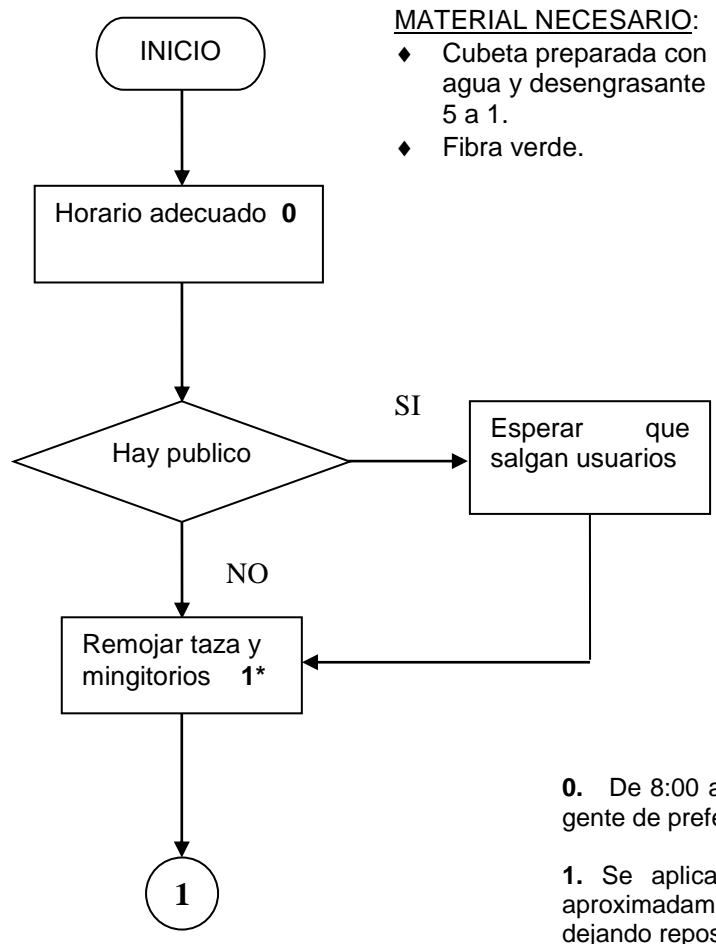 MATERIAL NECESARIO:
♦ Cubeta preparada con
agua y desengrasante
5 a 1.
♦ Fibra verde.
INICIO
Horario adecuado 0
Hay publico
SI
Esperar que
salgan usuarios
NO
Remojar taza y
mingitorios 1*
1
0. De 8:00 a
gente de prefe
1. Se aplica
aproximadam
dejando repos